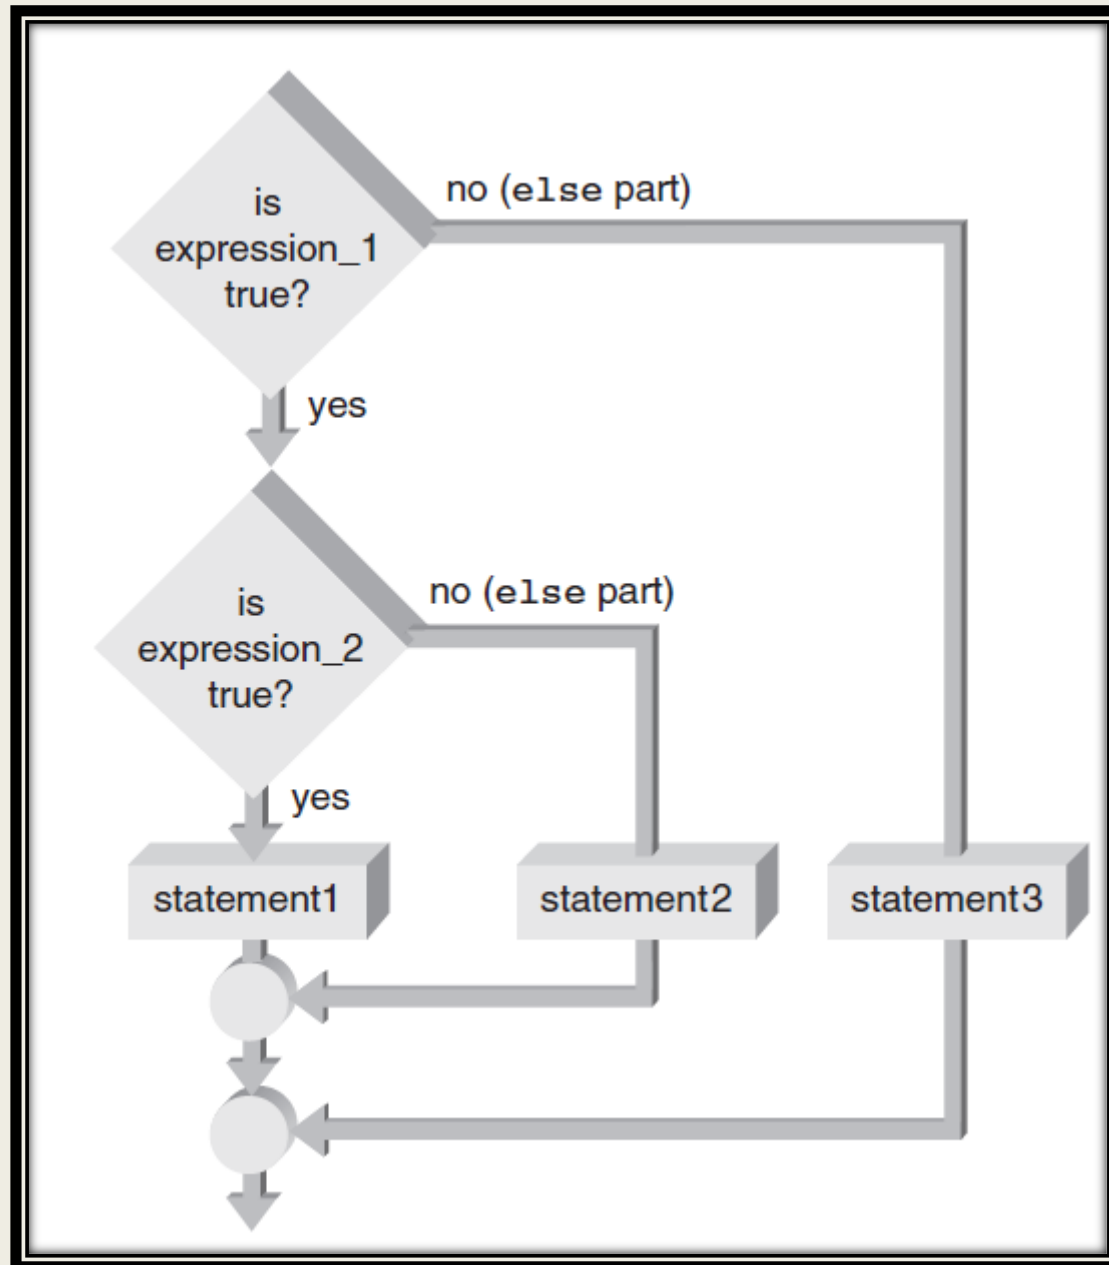 is
expression_1
true?
no (else part)
yes
is
expression_2
true?
no (else part)
yes
statement1
statement2
statement3